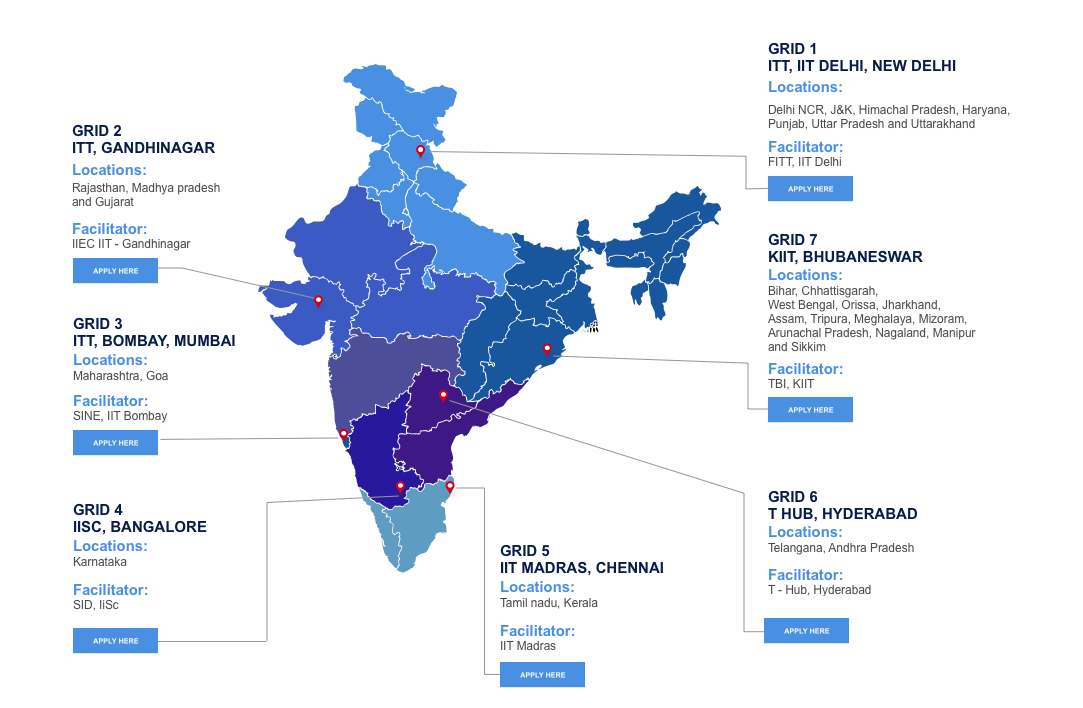 GRID 1
ITT, IIT DELHI, NEW DELHI
Locations:
Delhi NCR, J&K, Himachal Pradesh, Haryana,
Punjab, Uttar Pradesh and Uttarakhand
Facilitator:
FITT, IIT Delhi
APPLY HERE
GRID 2
ITT, GANDHINAGAR
Locations:
Rajasthan, Madhya pradesh
and Gujarat
Facilitator:
IIEC IIT - Gandhinagar
APPLY HERE
GRID 7
KIIT, BHUBANESWAR
Locations:
Bihar, Chhattisgarah,
West Bengal, Orissa, Jharkhand,
Assam, Tripura, Meghalaya, Mizoram,
Arunachal Pradesh, Nagaland, Manipur
and Sikkim
Facilitator:
TBI, KIIT
APPLY HERE
GRID 3
ITT, BOMBAY, MUMBAI
Locations:
Maharashtra, Goa
Facilitator:
SINE, IIT Bombay
APPLY HERE
GRID 4
IISC, BANGALORE
Locations:
Karnataka
Facilitator:
SID, IiSc
APPLY HERE
GRID 5
IIT MADRAS, CHENNAI
Locations:
Tamil nadu, Kerala
Facilitator:
IIT Madras
APPLY HERE
GRID 6
T HUB, HYDERABAD
Locations:
Telangana, Andhra Pradesh
Facilitator:
T - Hub, Hyderabad
APPLY HERE